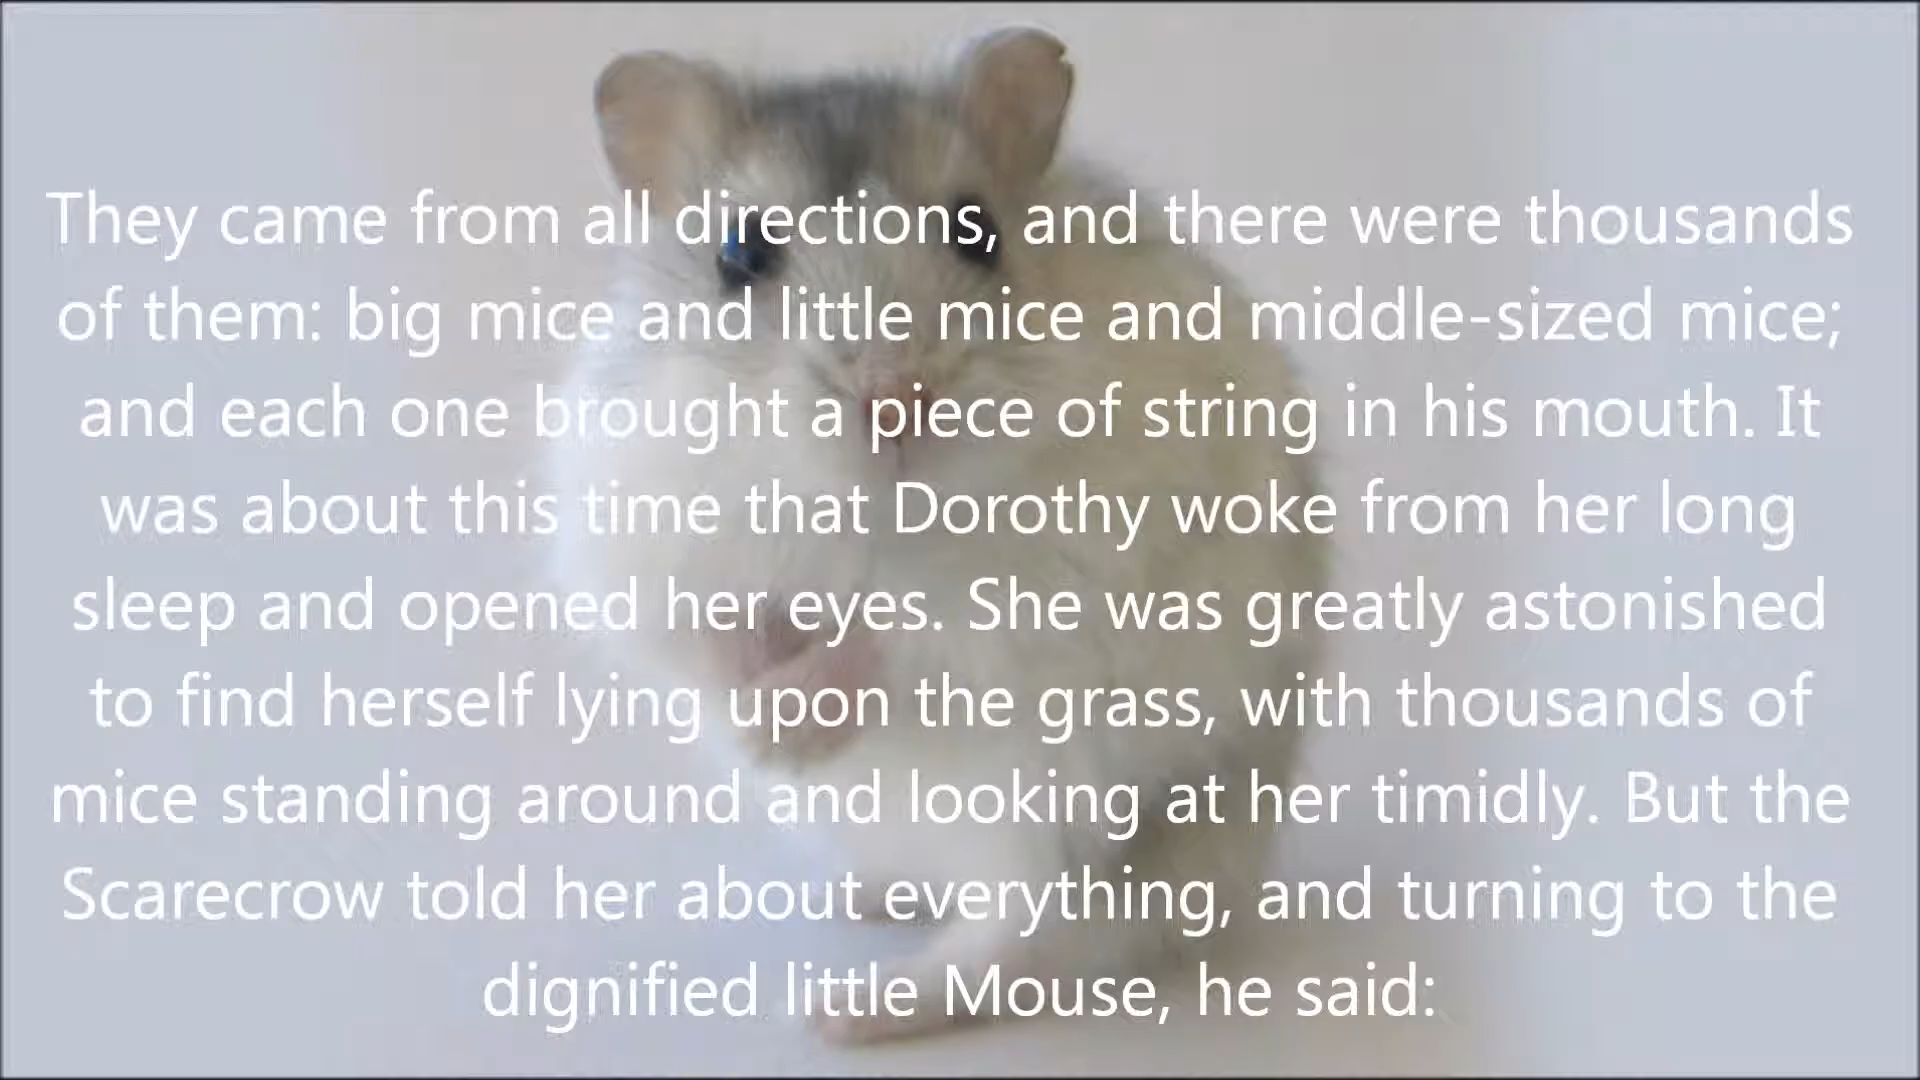 They came from all directions, and there were thousands
of them: big mice and little mice and middle-sized mice;
and each one brought a piece of string in his mouth. It
was about this time that Dorothy woke from her long
sleep and opened her eyes. She was greatly astonished
to find herself lying upon the grass, with thousands of
mice standing around and looking at her timidly. But the
Scarecrow told her about everything, and turning to the
dignified little Mouse, he said: